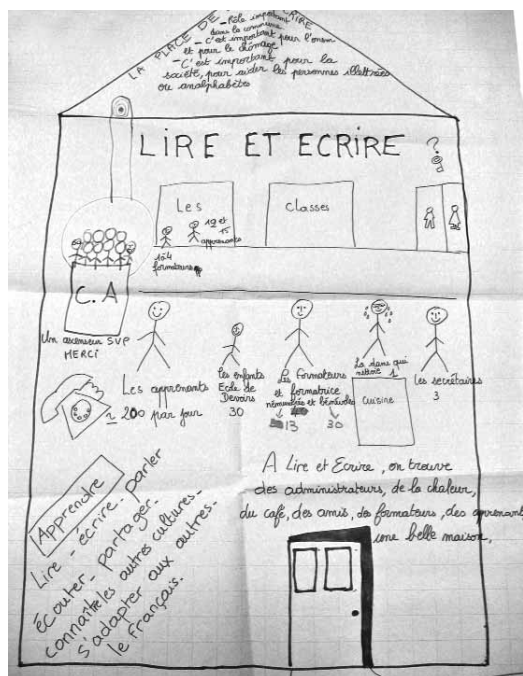 LA PLACE DE
- Pôle important
dans la commune
- C'est important pour l'onem
et pour le chômage!
- C'est important pour la
société, pour aider les personnes illettrées
ou analphabètes
LIRE ET ECRIRE
?
Les
Classes
12 et
15
apprenants
1à4
formateurs
C.A
Un ascenseur SVP
MERCI
Les apprenants
± 200 par jour
Les enfants
Ecole de
Devoirs
30
Les Formateurs
et formatrice
rémunérés et bénévoles
13 30
La dans qui
nettoie 1
Cuisine
Les secrétaires
3
Apprendre
Lire - écrire - parler
écouter - partager -
connaître les autres cultures -
s'adapter aux autres -
le français.
A Lire et Ecrire, on trouve
des administrateurs, de la chaleur,
du café, des amis, des formateurs, des apprenants
une belle maison,